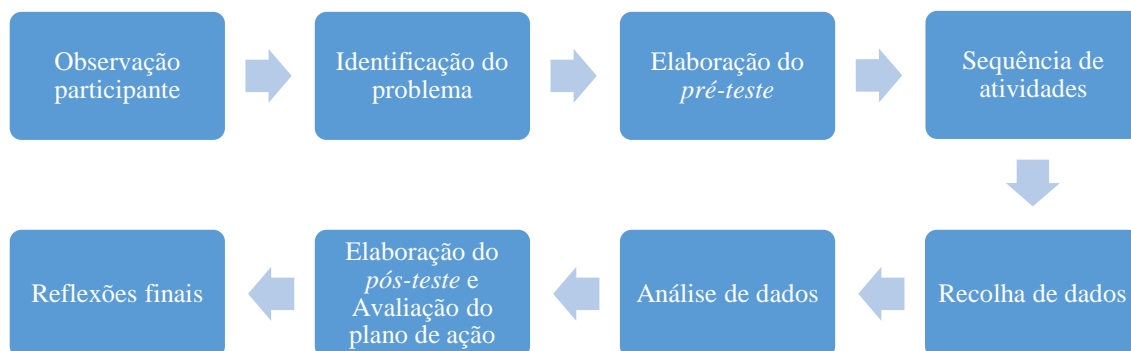 Observação
participante
Identificação do
problema
Elaboração do
pré-teste
Sequência de
atividades
Recolha de dados
Análise de dados
Elaboração do
pós-teste e
Avaliação do
plano de ação
Reflexões finais